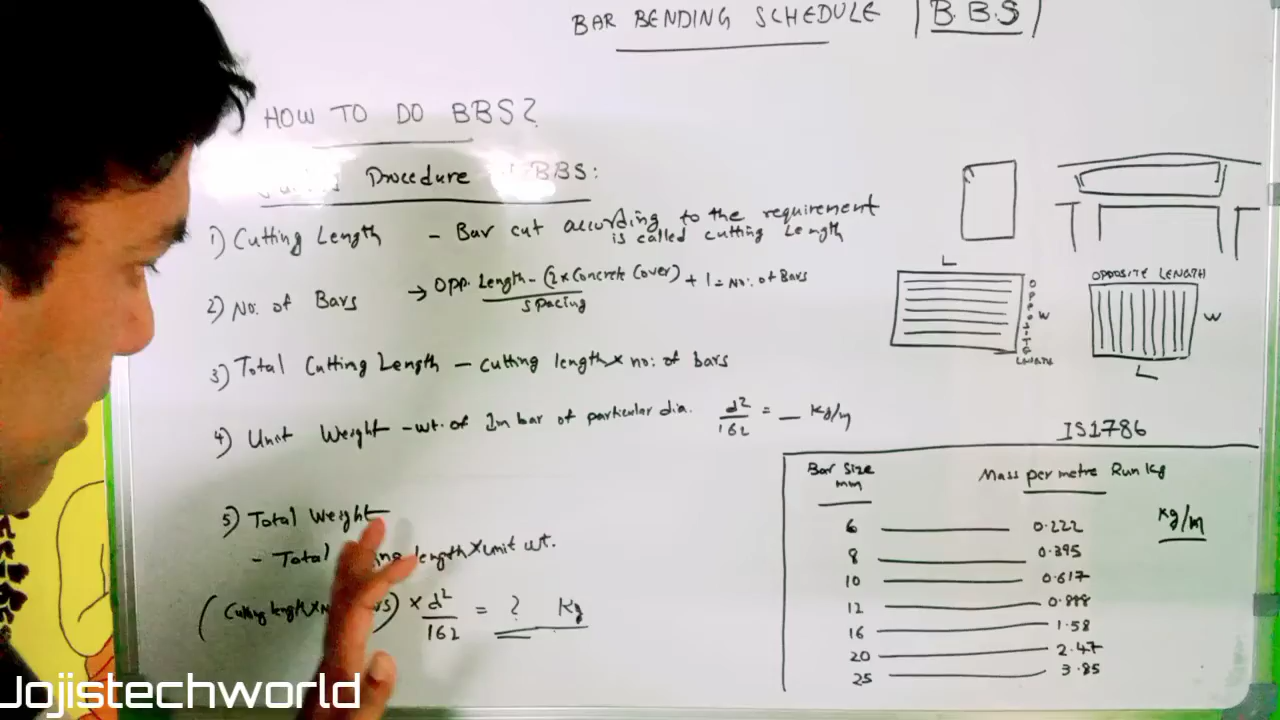 BAR BENDING SCHEDULE | B.B.S |
HOW TO DO BBS?
Procedure BBS:
1) Cutting Length - Bar cut according to the requirement
is called cutting Length
2) No: of Bars → Opp. Length - (2 x Concrete Cover) + 1 = No: of Bars
Spacing
3) Total Cutting Length - cutting length x no: of bars
4) Unit Weight - wt. of 1m bar of particular dia. d²/162 = _ Kg/m
5) Total Weight
- Total length x unit wt.
(Cutting length x ) x d²/162 = ? Kg
L
OPPOSITE
LENGTH
W
OPPOSITE LENGTH
W
L
IS1786
Bar Size
mm
Mass per metre Run Kg
Kg/m
6 0.222
8 0.395
10 0.617
12 0.888
16 1.58
20 2.47
25 3.85
Jojistechworld